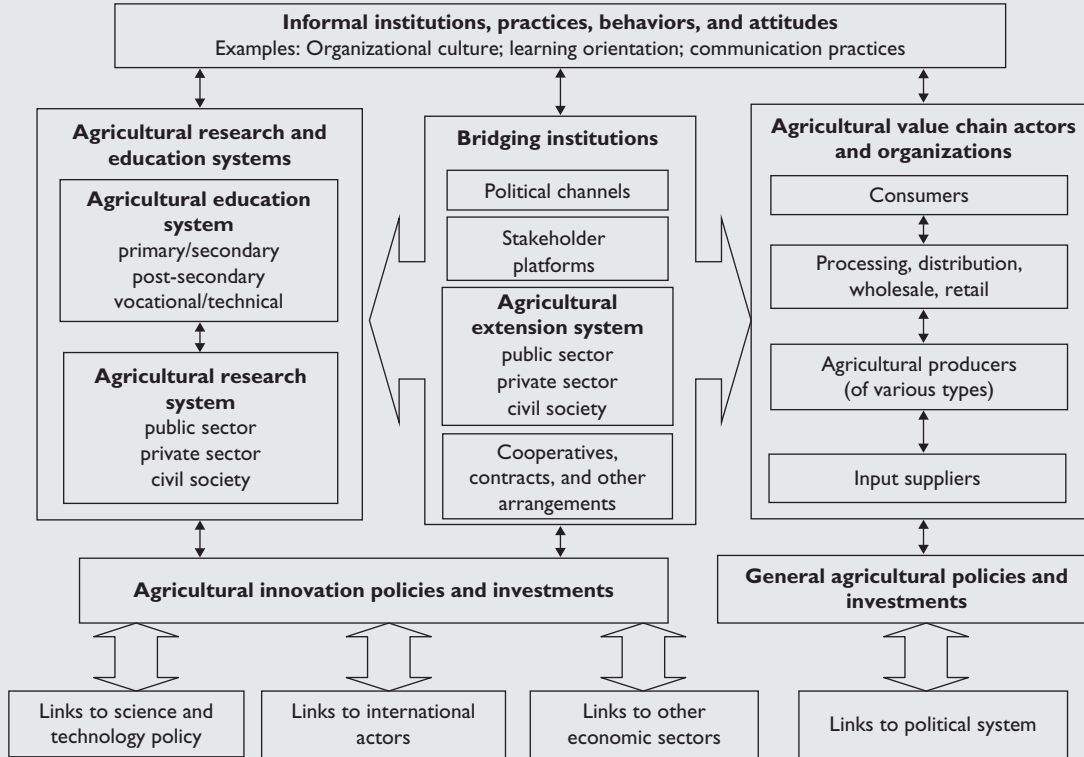 Informal institutions, practices, behaviors, and attitudes
Examples: Organizational culture; learning orientation; communication practices
Agricultural research and
education systems
Agricultural education
system
primary/secondary
post-secondary
vocational/technical
Agricultural research
system
public sector
private sector
civil society
Bridging institutions
Political channels
Stakeholder
platforms
Agricultural
extension system
public sector
private sector
civil society
Cooperatives,
contracts, and other
arrangements
Agricultural value chain actors
and organizations
Consumers
Processing, distribution,
wholesale, retail
Agricultural producers
(of various types)
Input suppliers
Agricultural innovation policies and investments
General agricultural policies and
investments
Links to science and
technology policy
Links to international
actors
Links to other
economic sectors
Links to political system